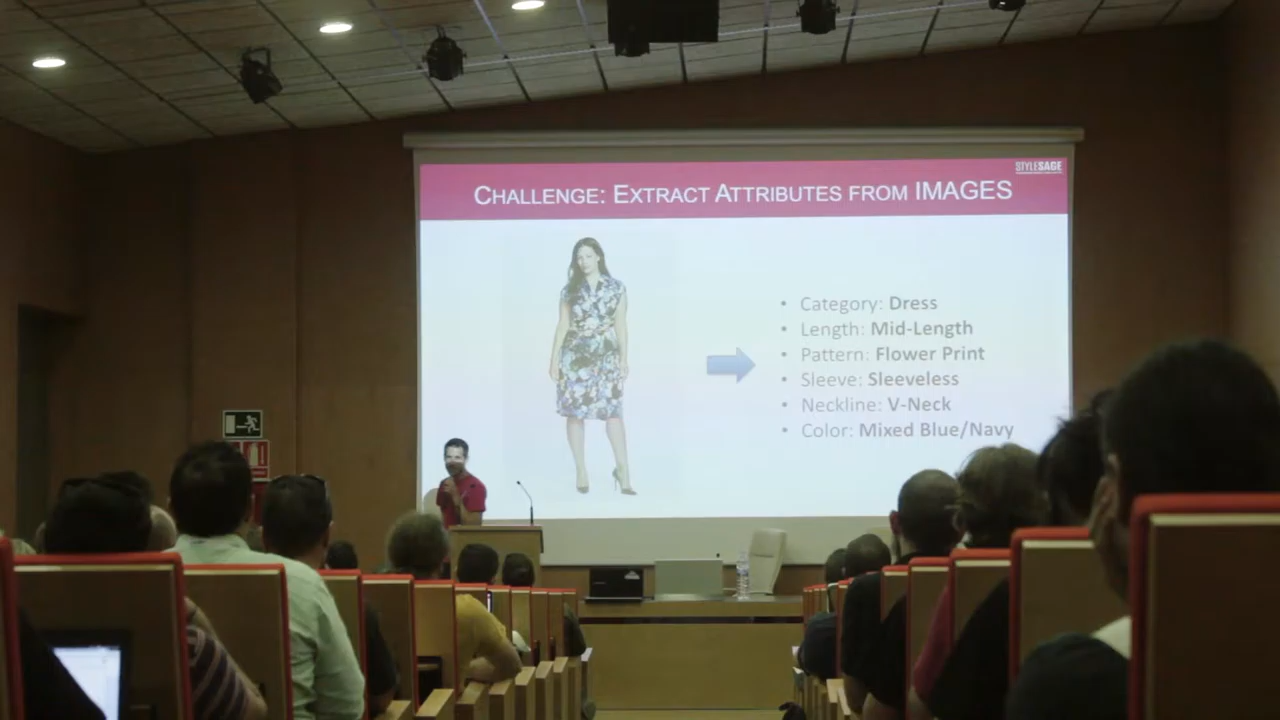 STYLESAGE
CHALLENGE: EXTRACT ATTRIBUTES FROM IMAGES
• Category: Dress
• Length: Mid-Length
• Pattern: Flower Print
• Sleeve: Sleeveless
• Neckline: V-Neck
• Color: Mixed Blue/Navy